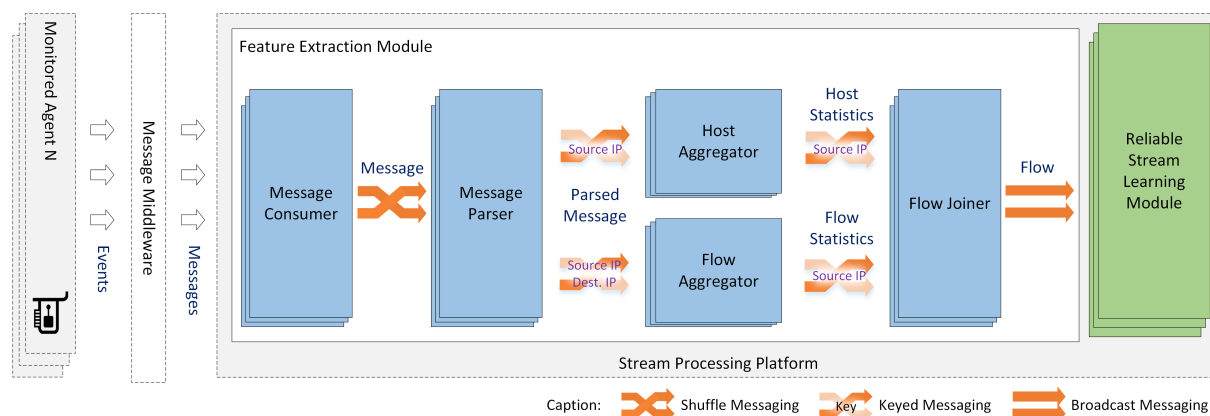 Monitored Agent N
Events
Message Middleware
Messages
Feature Extraction Module
Message
Consumer
Message
Message
Parser
Source IP
Parsed
Message
Source IP
Dest. IP
Host
Aggregator
Flow
Aggregator
Host
Statistics
Source IP
Flow
Statistics
Source IP
Flow Joiner
Flow
Reliable
Stream
Learning
Module
Stream Processing Platform
Caption:
Shuffle Messaging
Key
Keyed Messaging
Broadcast Messaging